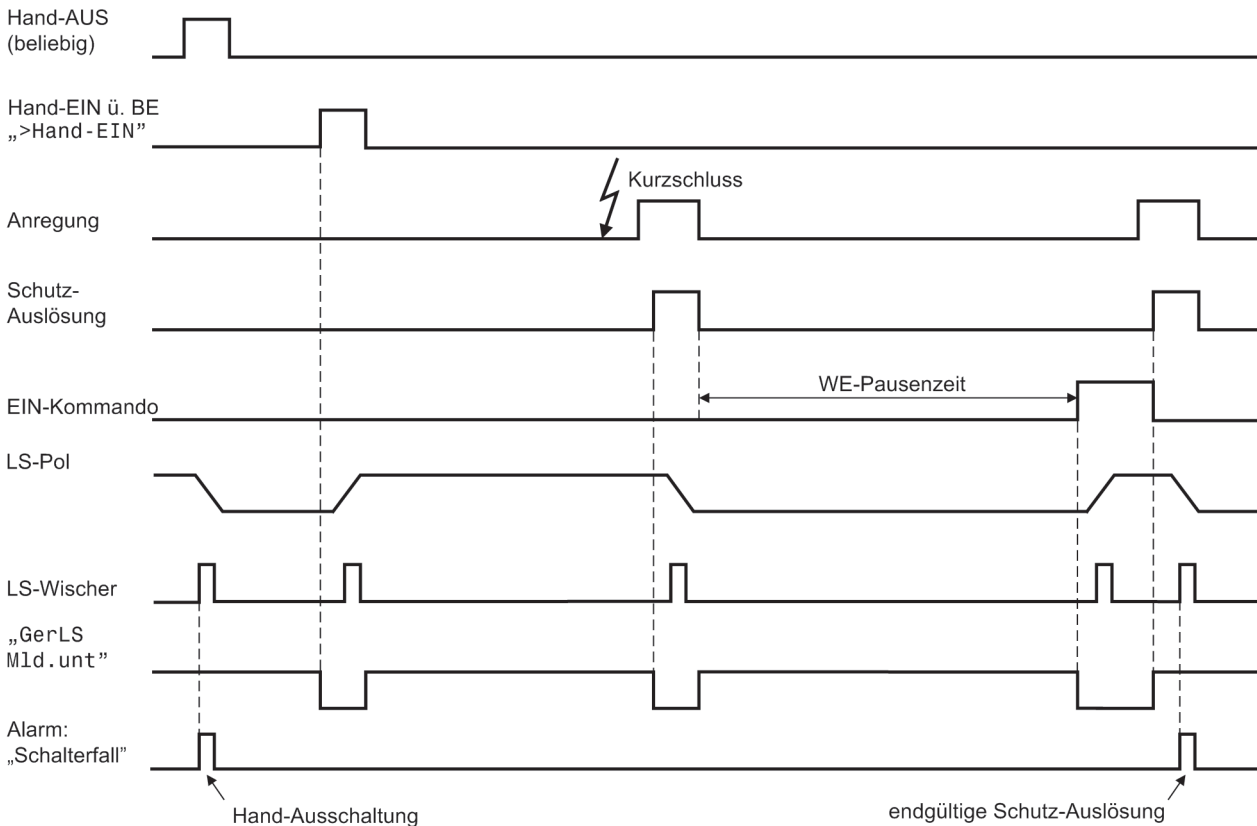 Hand-AUS
(beliebig)
Hand-EIN ü. BE
„>Hand-EIN”
Kurzschluss
Anregung
Schutz-
Auslösung
WE-Pausenzeit
EIN-Kommando
LS-Pol
LS-Wischer
„GerLS
Mld.unt”
Alarm:
„Schalterfall”
Hand-Ausschaltung
endgültige Schutz-Auslösung